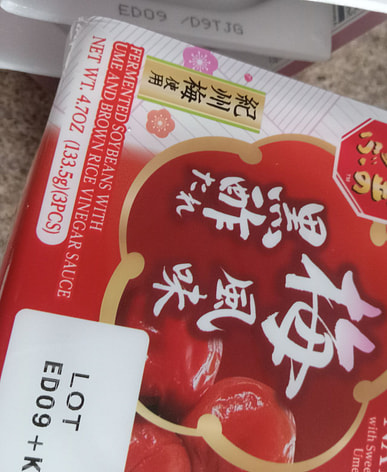 ED09 /D9TJG
FERMENTED SOYBEANS WITH
UME AND BROWN RICE VINEGAR SAUCE
NET WT. 4.7OZ (133.5g)(3PCS)
紀州梅使用
梅風味
黒酢たれ
LOT
ED09+K
with Swee
Ume